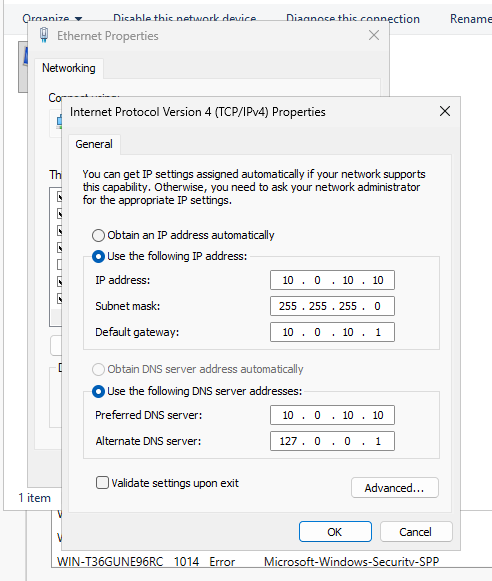 Organize Disable this network device Diagnose this connection Rename
Ethernet Properties
Networking
Connect using:
Internet Protocol Version 4 (TCP/IPv4) Properties
General
You can get IP settings assigned automatically if your network supports
this capability. Otherwise, you need to ask your network administrator
for the appropriate IP settings.
Obtain an IP address automatically
Use the following IP address:
IP address: 10 . 0 . 10 . 10
Subnet mask: 255 . 255 . 255 . 0
Default gateway: 10 . 0 . 10 . 1
Obtain DNS server address automatically
Use the following DNS server addresses:
Preferred DNS server: 10 . 0 . 10 . 10
Alternate DNS server: 127 . 0 . 0 . 1
Validate settings upon exit
Advanced...
1 item
OK Cancel
WIN-T36GUNE96RC 1014 Error Microsoft-Windows-Security-SPP